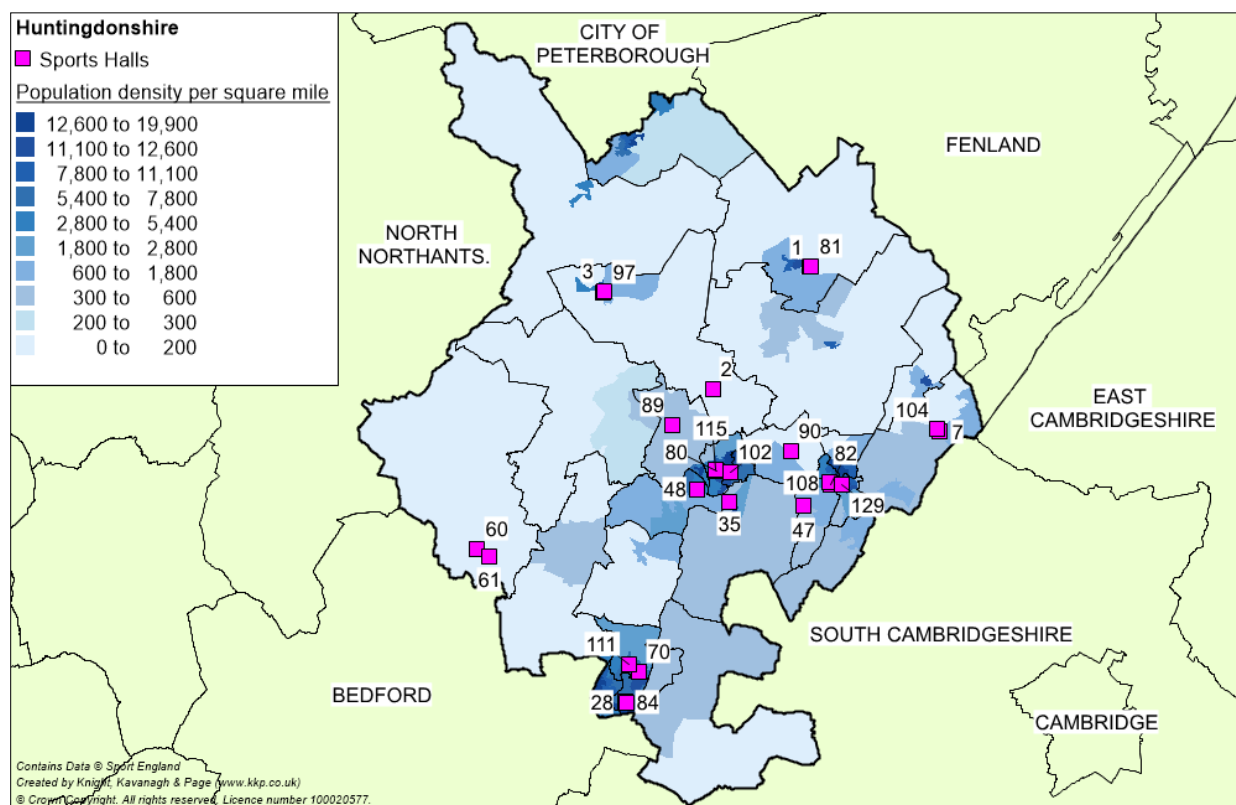 Huntingdonshire
Sports Halls
Population density per square mile
12,600 to 19,900
11,100 to 12,600
7,800 to 11,100
5,400 to 7,800
2,800 to 5,400
1,800 to 2,800
600 to 1,800
300 to 600
200 to 300
0 to 200
CITY OF
PETERBOROUGH
FENLAND
NORTH
NORTHANTS.
1 81
3 97
2
89
104
7
EAST
CAMBRIDGESHIRE
115
90
80
102
82
48
108
35
47
129
60
61
SOUTH CAMBRIDGESHIRE
111
70
BEDFORD
28
84
CAMBRIDGE
Contains Data © Sport England
Created by Knight, Kavanagh & Page (www.kkp.co.uk)
© Crown Copyright. All rights reserved. Licence number 100020577.